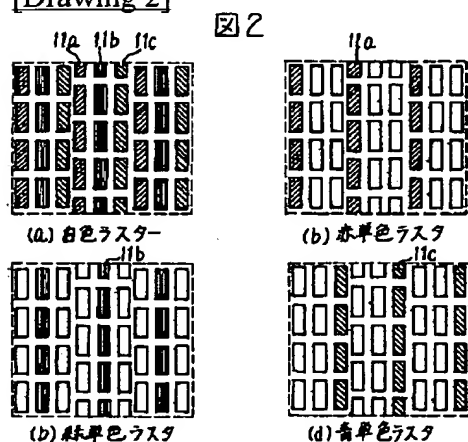 [Drawing 2]
図2
11a 11b 11c
11a
(a) 白色ラスター
(b) 赤単色ラスタ
11b
11c
(b) 緑単色ラスタ
(d) 青単色ラスタ